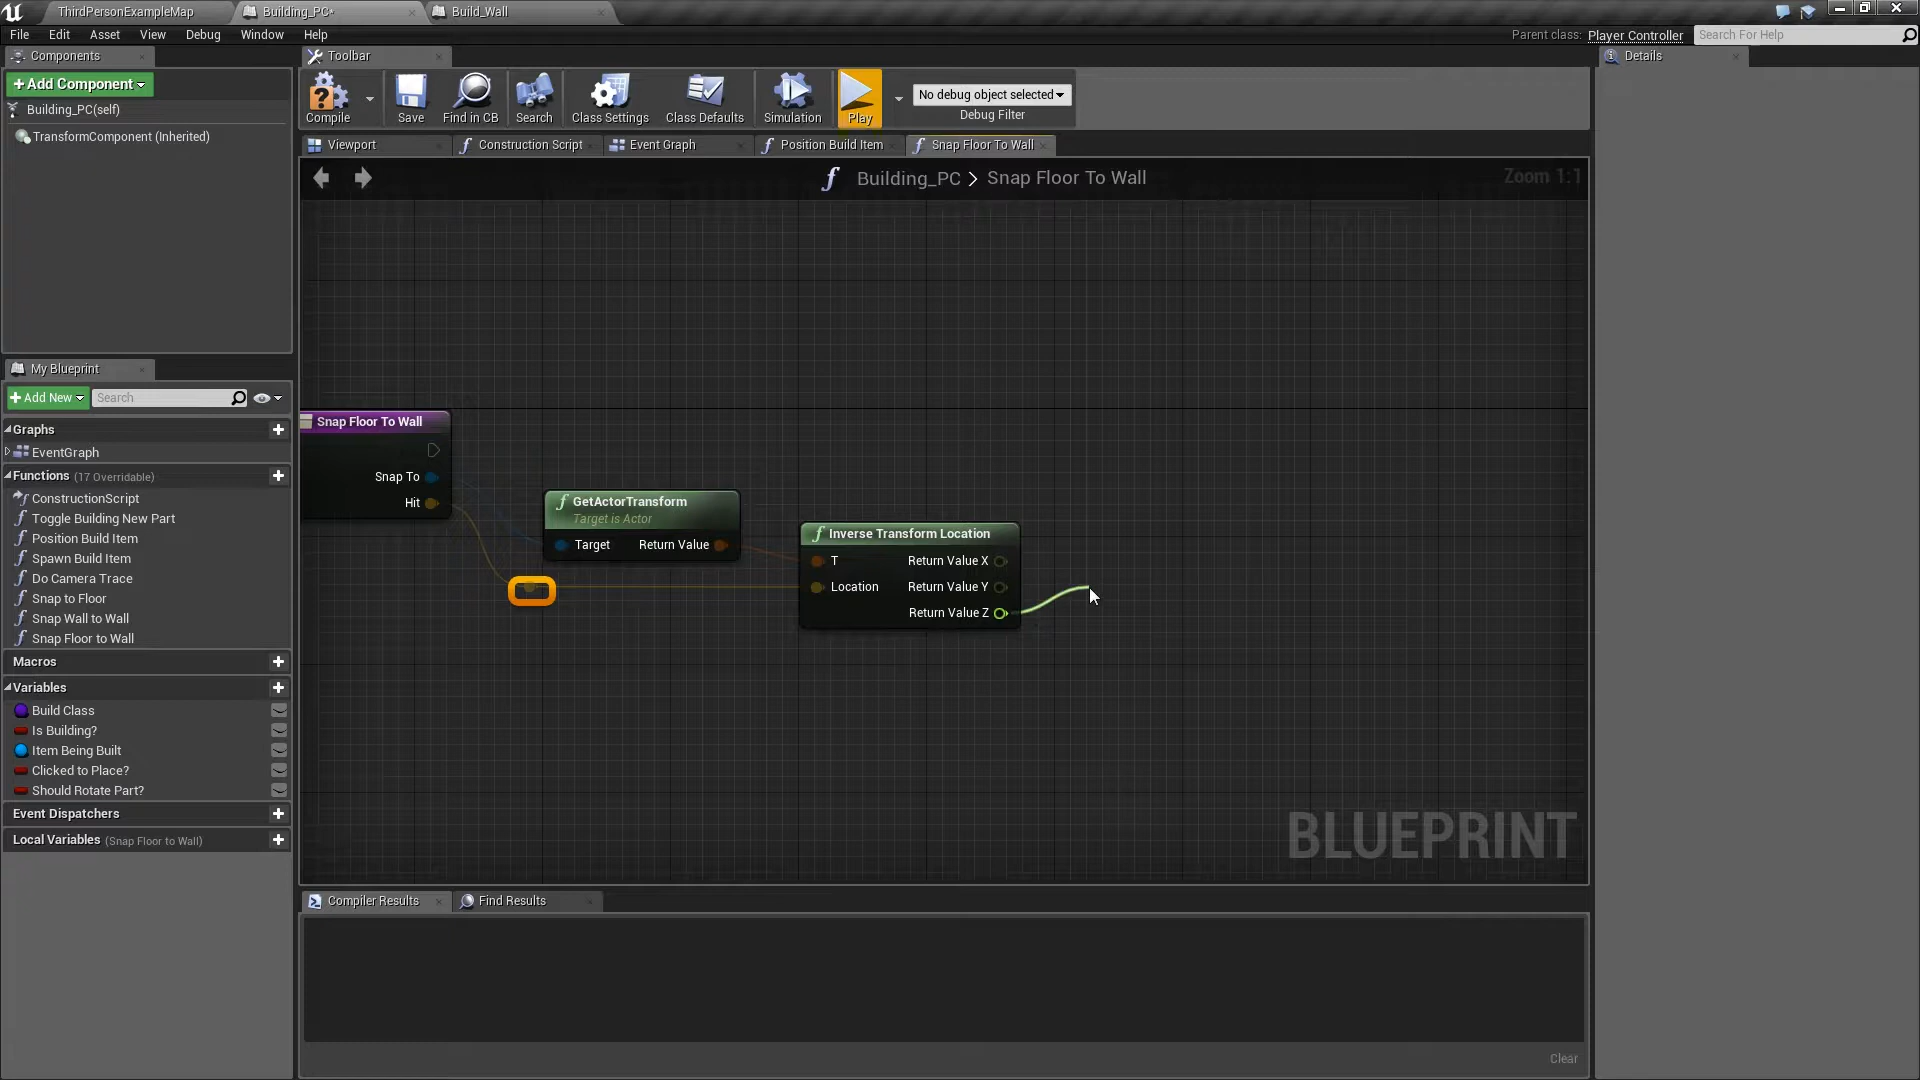 ThirdPersonExampleMap
Building_PC*
Build_Wall
File
Edit
Asset
View
Debug
Window
Help
Parent class: Player Controller
Search For Help
Components
Toolbar
Details
+ Add Component
Building_PC(self)
TransformComponent (Inherited)
Compile
Save
Find in CB
Search
Class Settings
Class Defaults
Simulation
Play
No debug object selected
Debug Filter
Viewport
Construction Script
Event Graph
Position Build Item
Snap Floor To Wall
Building_PC > Snap Floor To Wall
Zoom 1:1
My Blueprint
+ Add New
Search
Graphs
EventGraph
Functions (17 Overridable)
ConstructionScript
Toggle Building New Part
Position Build Item
Spawn Build Item
Do Camera Trace
Snap to Floor
Snap Wall to Wall
Snap Floor to Wall
Macros
Variables
Build Class
Is Building?
Item Being Built
Clicked to Place?
Should Rotate Part?
Event Dispatchers
Local Variables (Snap Floor to Wall)
Snap Floor To Wall
Snap To
Hit
GetActorTransform
Target is Actor
Target
Return Value
Inverse Transform Location
T
Return Value X
Location
Return Value Y
Return Value Z
BLUEPRINT
Compiler Results
Find Results
Clear